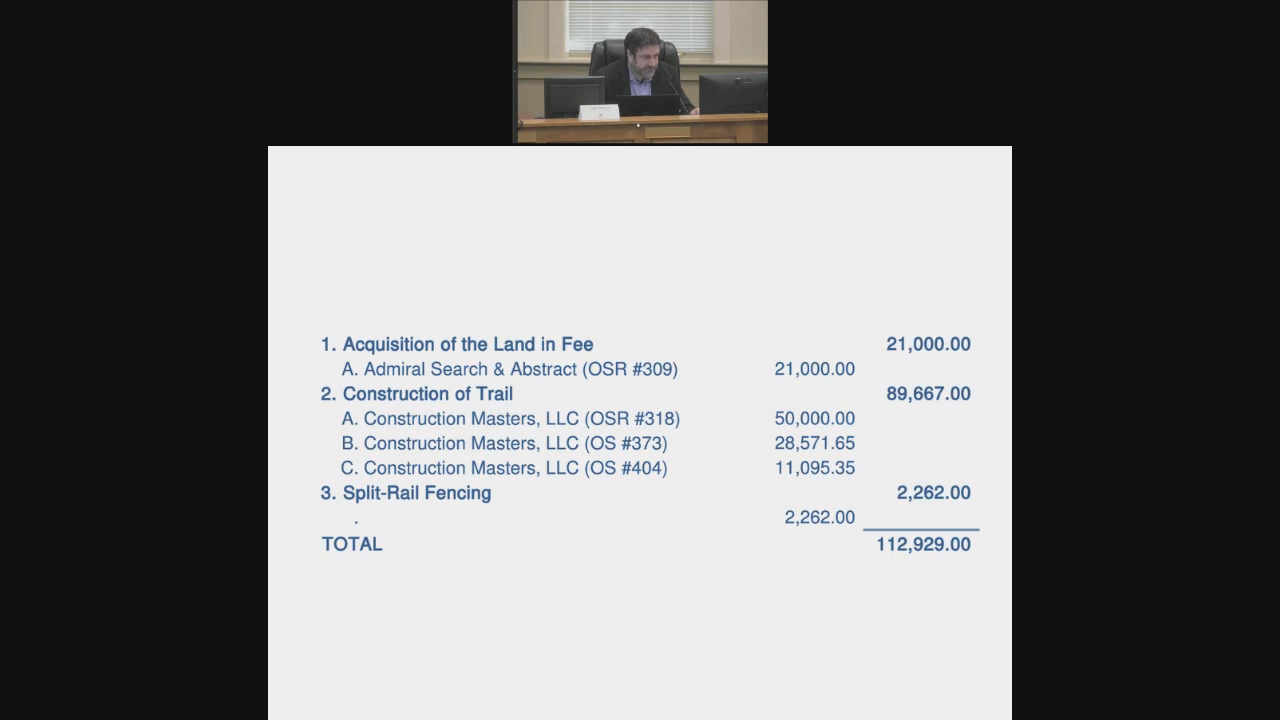 1. Acquisition of the Land in Fee 21,000.00
A. Admiral Search & Abstract (OSR #309) 21,000.00
2. Construction of Trail 89,667.00
A. Construction Masters, LLC (OSR #318) 50,000.00
B. Construction Masters, LLC (OS #373) 28,571.65
C. Construction Masters, LLC (OS #404) 11,095.35
3. Split-Rail Fencing 2,262.00
. 2,262.00
TOTAL 112,929.00